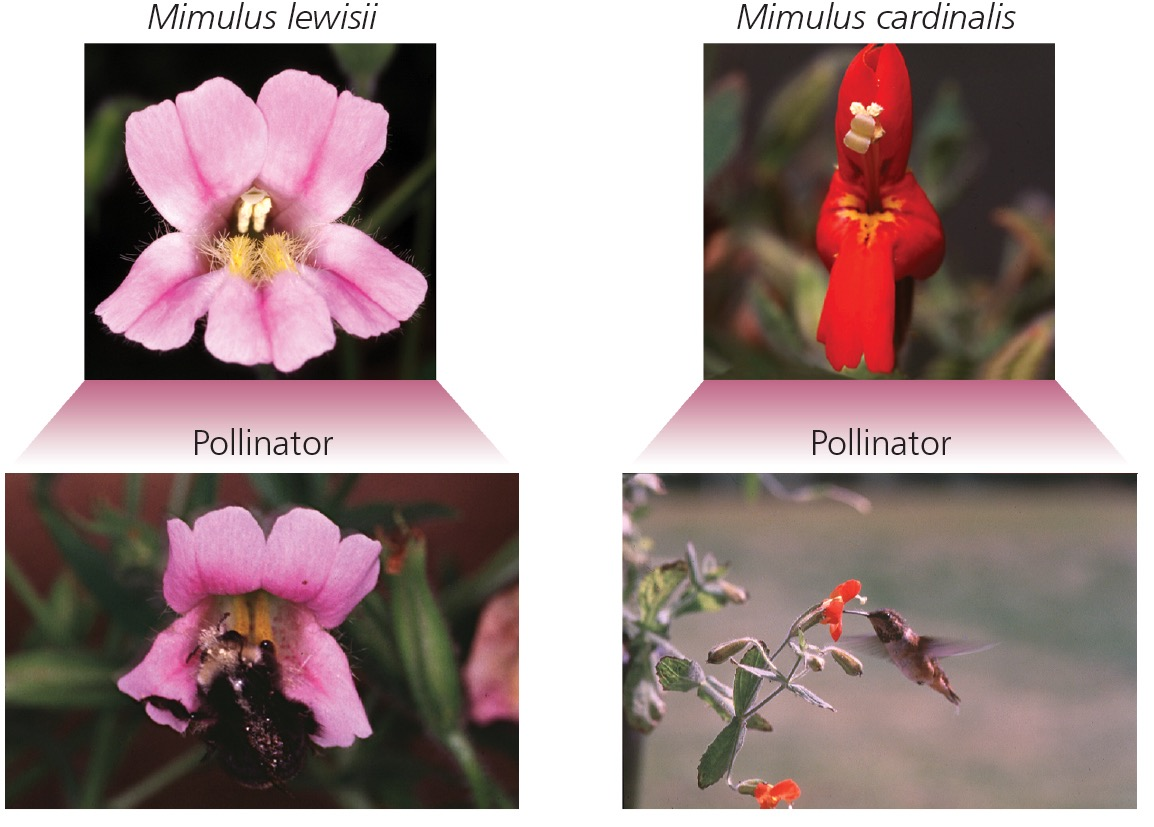 Mimulus lewisii
Mimulus cardinalis
Pollinator
Pollinator